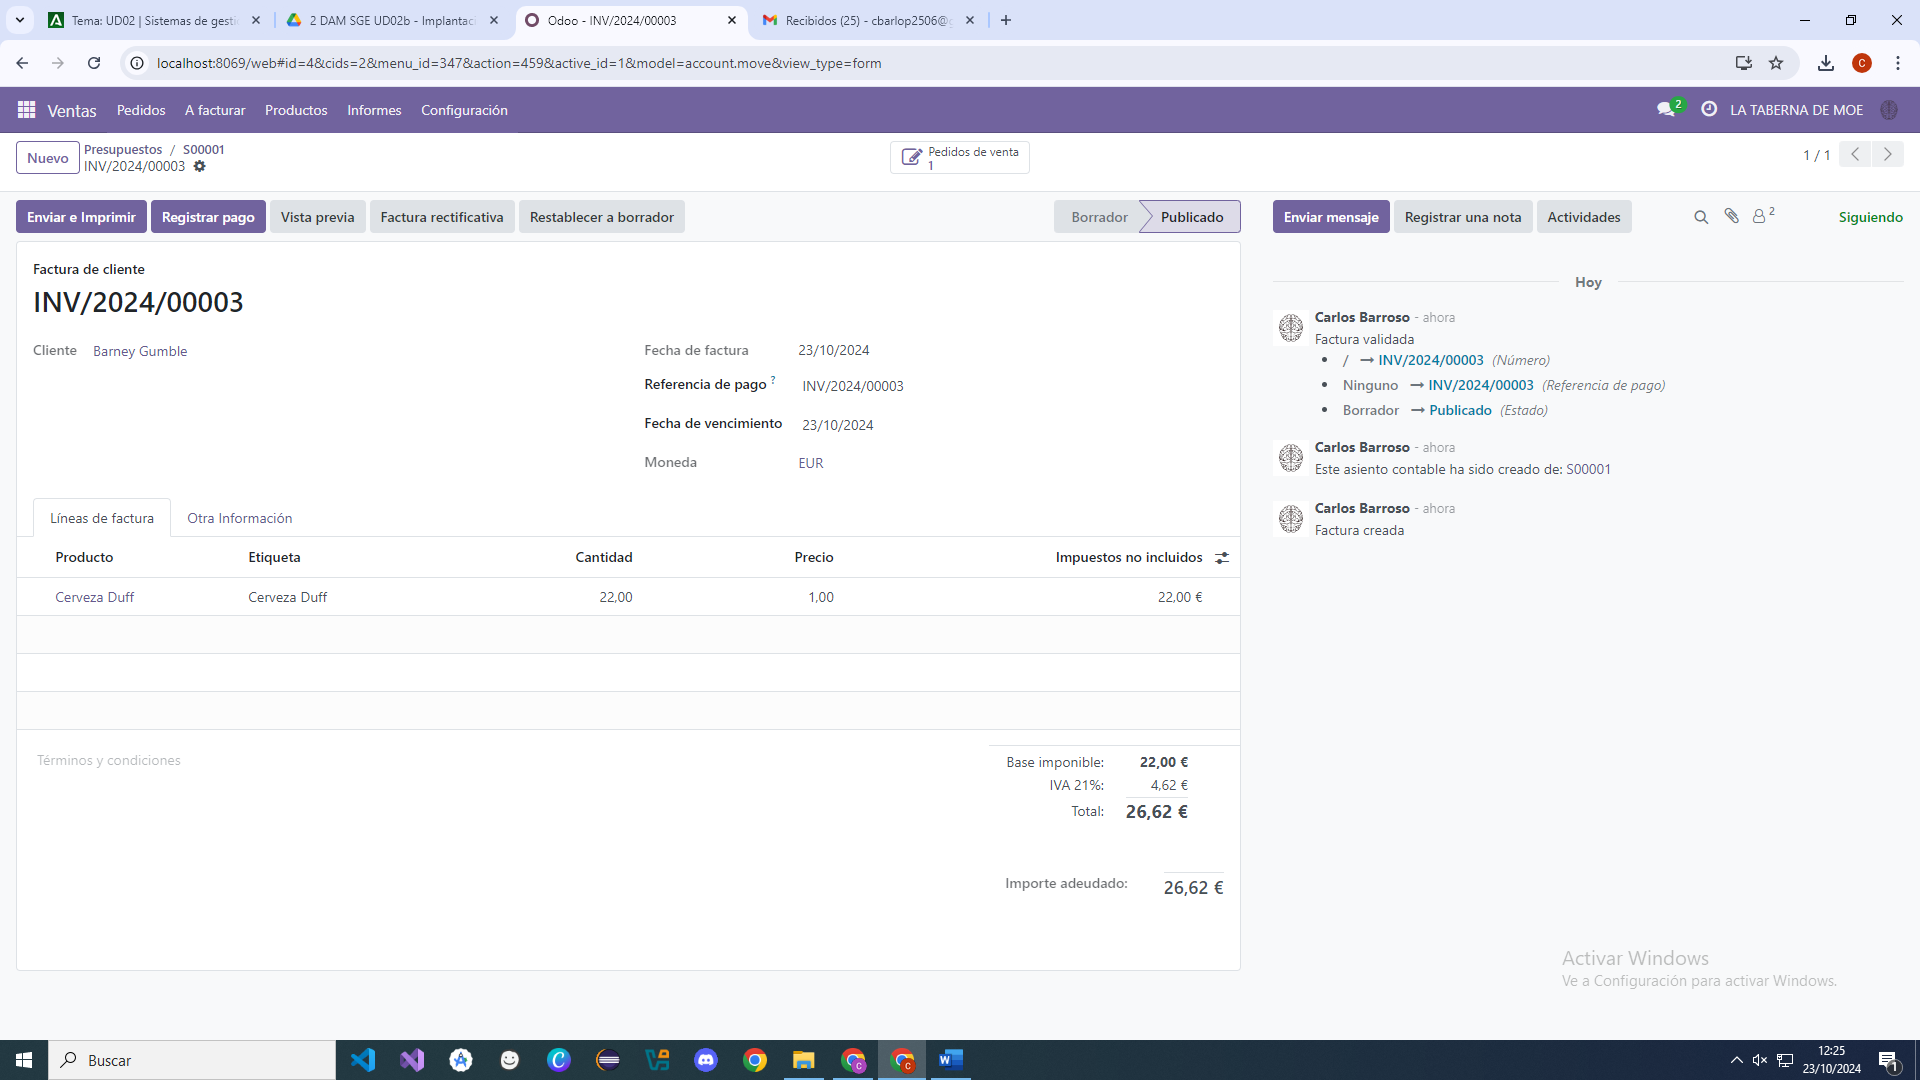 Tema: UD02 | Sistemas de gesti
2 DAM SGE UD02b - Implantaci
Odoo - INV/2024/00003
Recibidos (25) - cbarlop2506@g
localhost:8069/web#id=4&cids=2&menu_id=347&action=459&active_id=1&model=account.move&view_type=form
C
Ventas Pedidos A facturar Productos Informes Configuración
2
LA TABERNA DE MOE
Nuevo
Presupuestos / S00001
INV/2024/00003
Pedidos de venta
1
1 / 1
Enviar e Imprimir Registrar pago Vista previa Factura rectificativa Restablecer a borrador
Borrador Publicado
Enviar mensaje Registrar una nota Actividades
2
Siguiendo
Factura de cliente
INV/2024/00003
Cliente Barney Gumble
Fecha de factura 23/10/2024
Referencia de pago ? INV/2024/00003
Fecha de vencimiento 23/10/2024
Moneda EUR
Líneas de factura Otra Información
Producto Etiqueta Cantidad Precio Impuestos no incluidos
Cerveza Duff Cerveza Duff 22,00 1,00 22,00 €
Términos y condiciones
Base imponible: 22,00 €
IVA 21%: 4,62 €
Total: 26,62 €
Importe adeudado: 26,62 €
Hoy
Carlos Barroso - ahora
Factura validada
• / → INV/2024/00003 (Número)
• Ninguno → INV/2024/00003 (Referencia de pago)
• Borrador → Publicado (Estado)
Carlos Barroso - ahora
Este asiento contable ha sido creado de: S00001
Carlos Barroso - ahora
Factura creada
Activar Windows
Ve a Configuración para activar Windows.
Buscar
12:25
23/10/2024
1